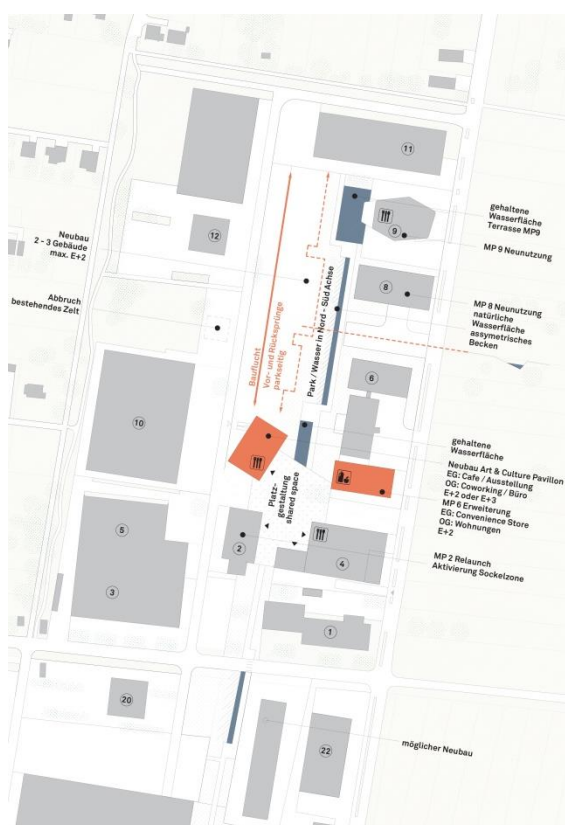 11
gehaltene
Wasserfläche
Terrasse MP9
9
MP 9 Neunutzung
12
Neubau
2 - 3 Gebäude
max. E+2
Abbruch
bestehendes Zelt
8
MP 8 Neunutzung
natürliche
Wasserfläche
assymetrisches
Becken
Bauflucht
Vor- und Rücksprünge
parkseitig
Park / Wasser in Nord - Süd Achse
6
10
gehaltene
Wasserfläche
Neubau Art & Culture Pavillon
EG: Cafe / Ausstellung
OG: Coworking / Büro
E+2 oder E+3
MP 6 Erweiterung
EG: Convenience Store
OG: Wohnungen
E+2
Platz-
gestaltung
shared space
5
2
4
MP 2 Relaunch
Aktivierung Sockelzone
3
1
20
22
möglicher Neubau